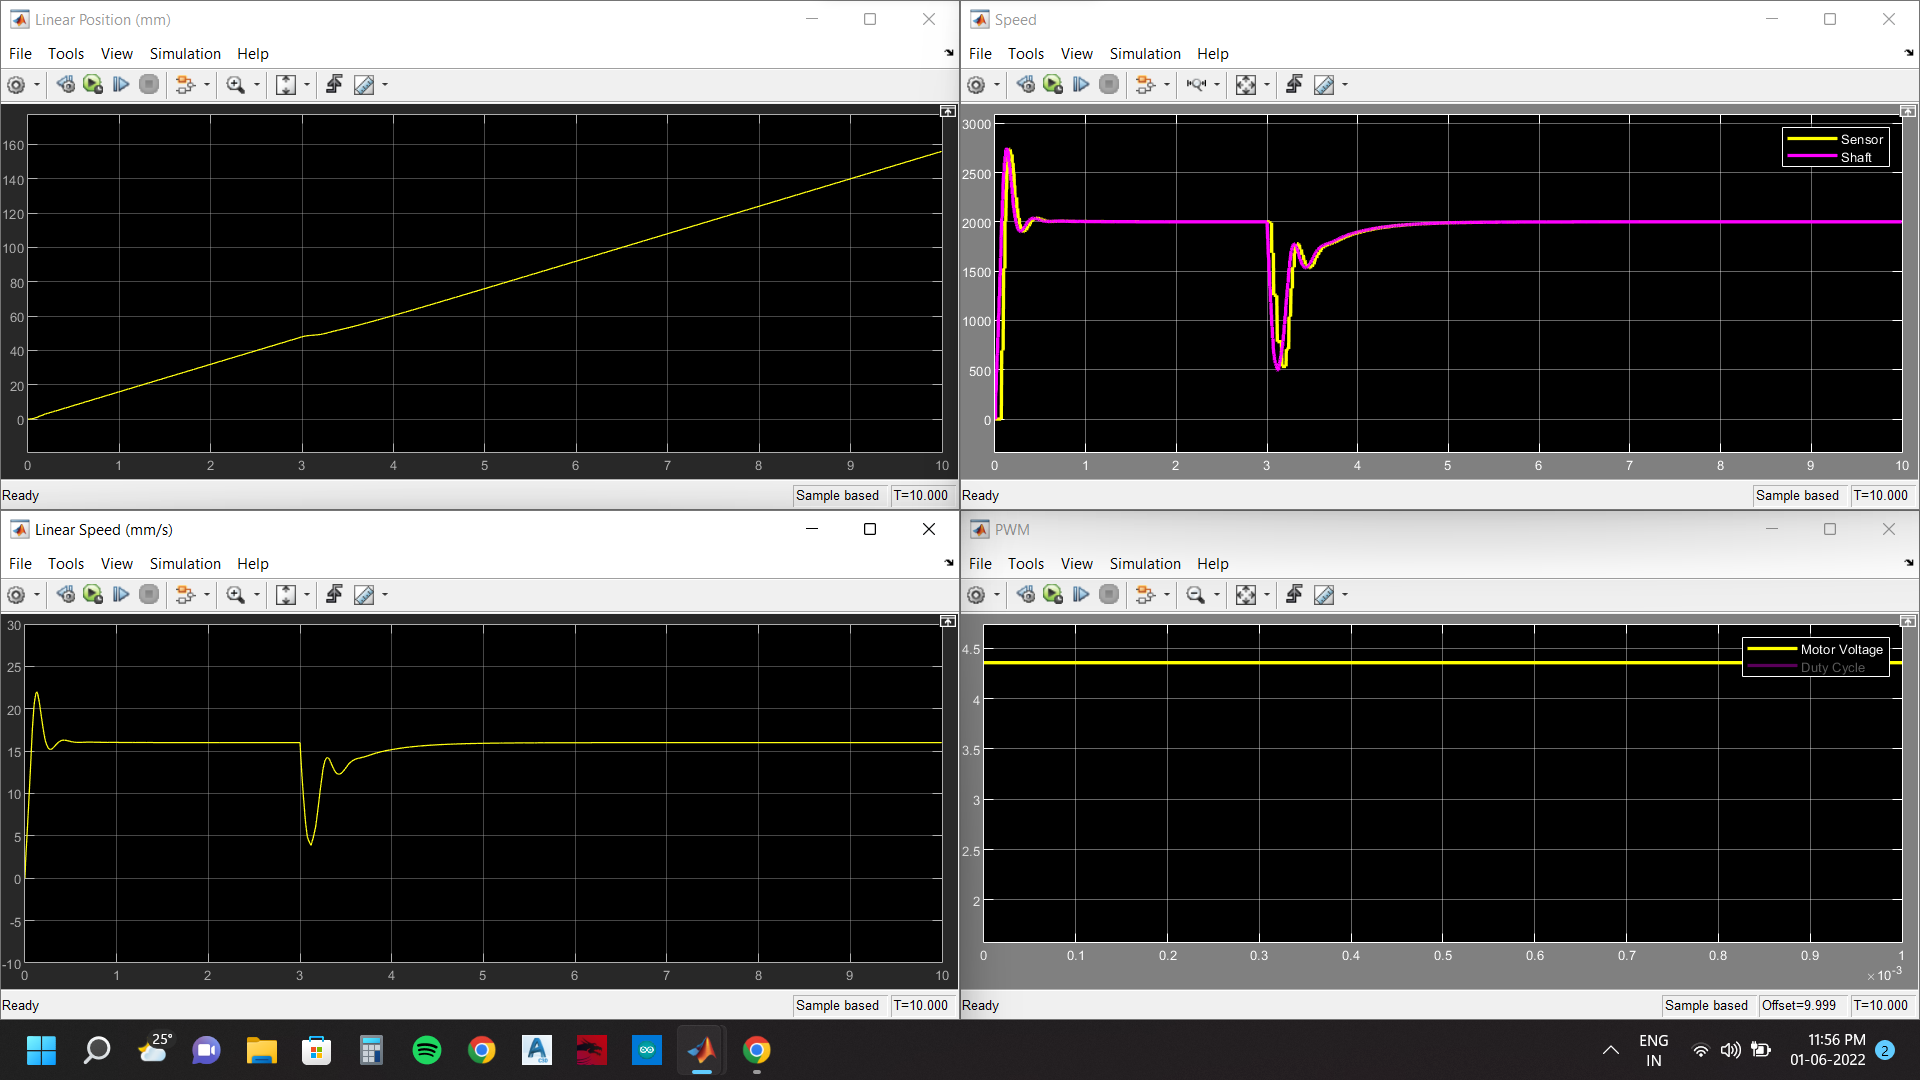 Linear Position (mm)
File Tools View Simulation Help
160
140
120
100
80
60
40
20
0
0 1 2 3 4 5 6 7 8 9 10
Ready Sample based T=10.000
Speed
File Tools View Simulation Help
3000
2500
2000
1500
1000
500
0
Sensor
Shaft
0 1 2 3 4 5 6 7 8 9 10
Ready Sample based T=10.000
Linear Speed (mm/s)
File Tools View Simulation Help
30
25
20
15
10
5
0
-5
-10
0 1 2 3 4 5 6 7 8 9 10
Ready Sample based T=10.000
PWM
File Tools View Simulation Help
4.5
4
3.5
3
2.5
2
Motor Voltage
Duty Cycle
0 0.1 0.2 0.3 0.4 0.5 0.6 0.7 0.8 0.9 1
×10-3
Ready Sample based Offset=9.999 T=10.000
25°
A
ENG
IN
11:56 PM
01-06-2022
2